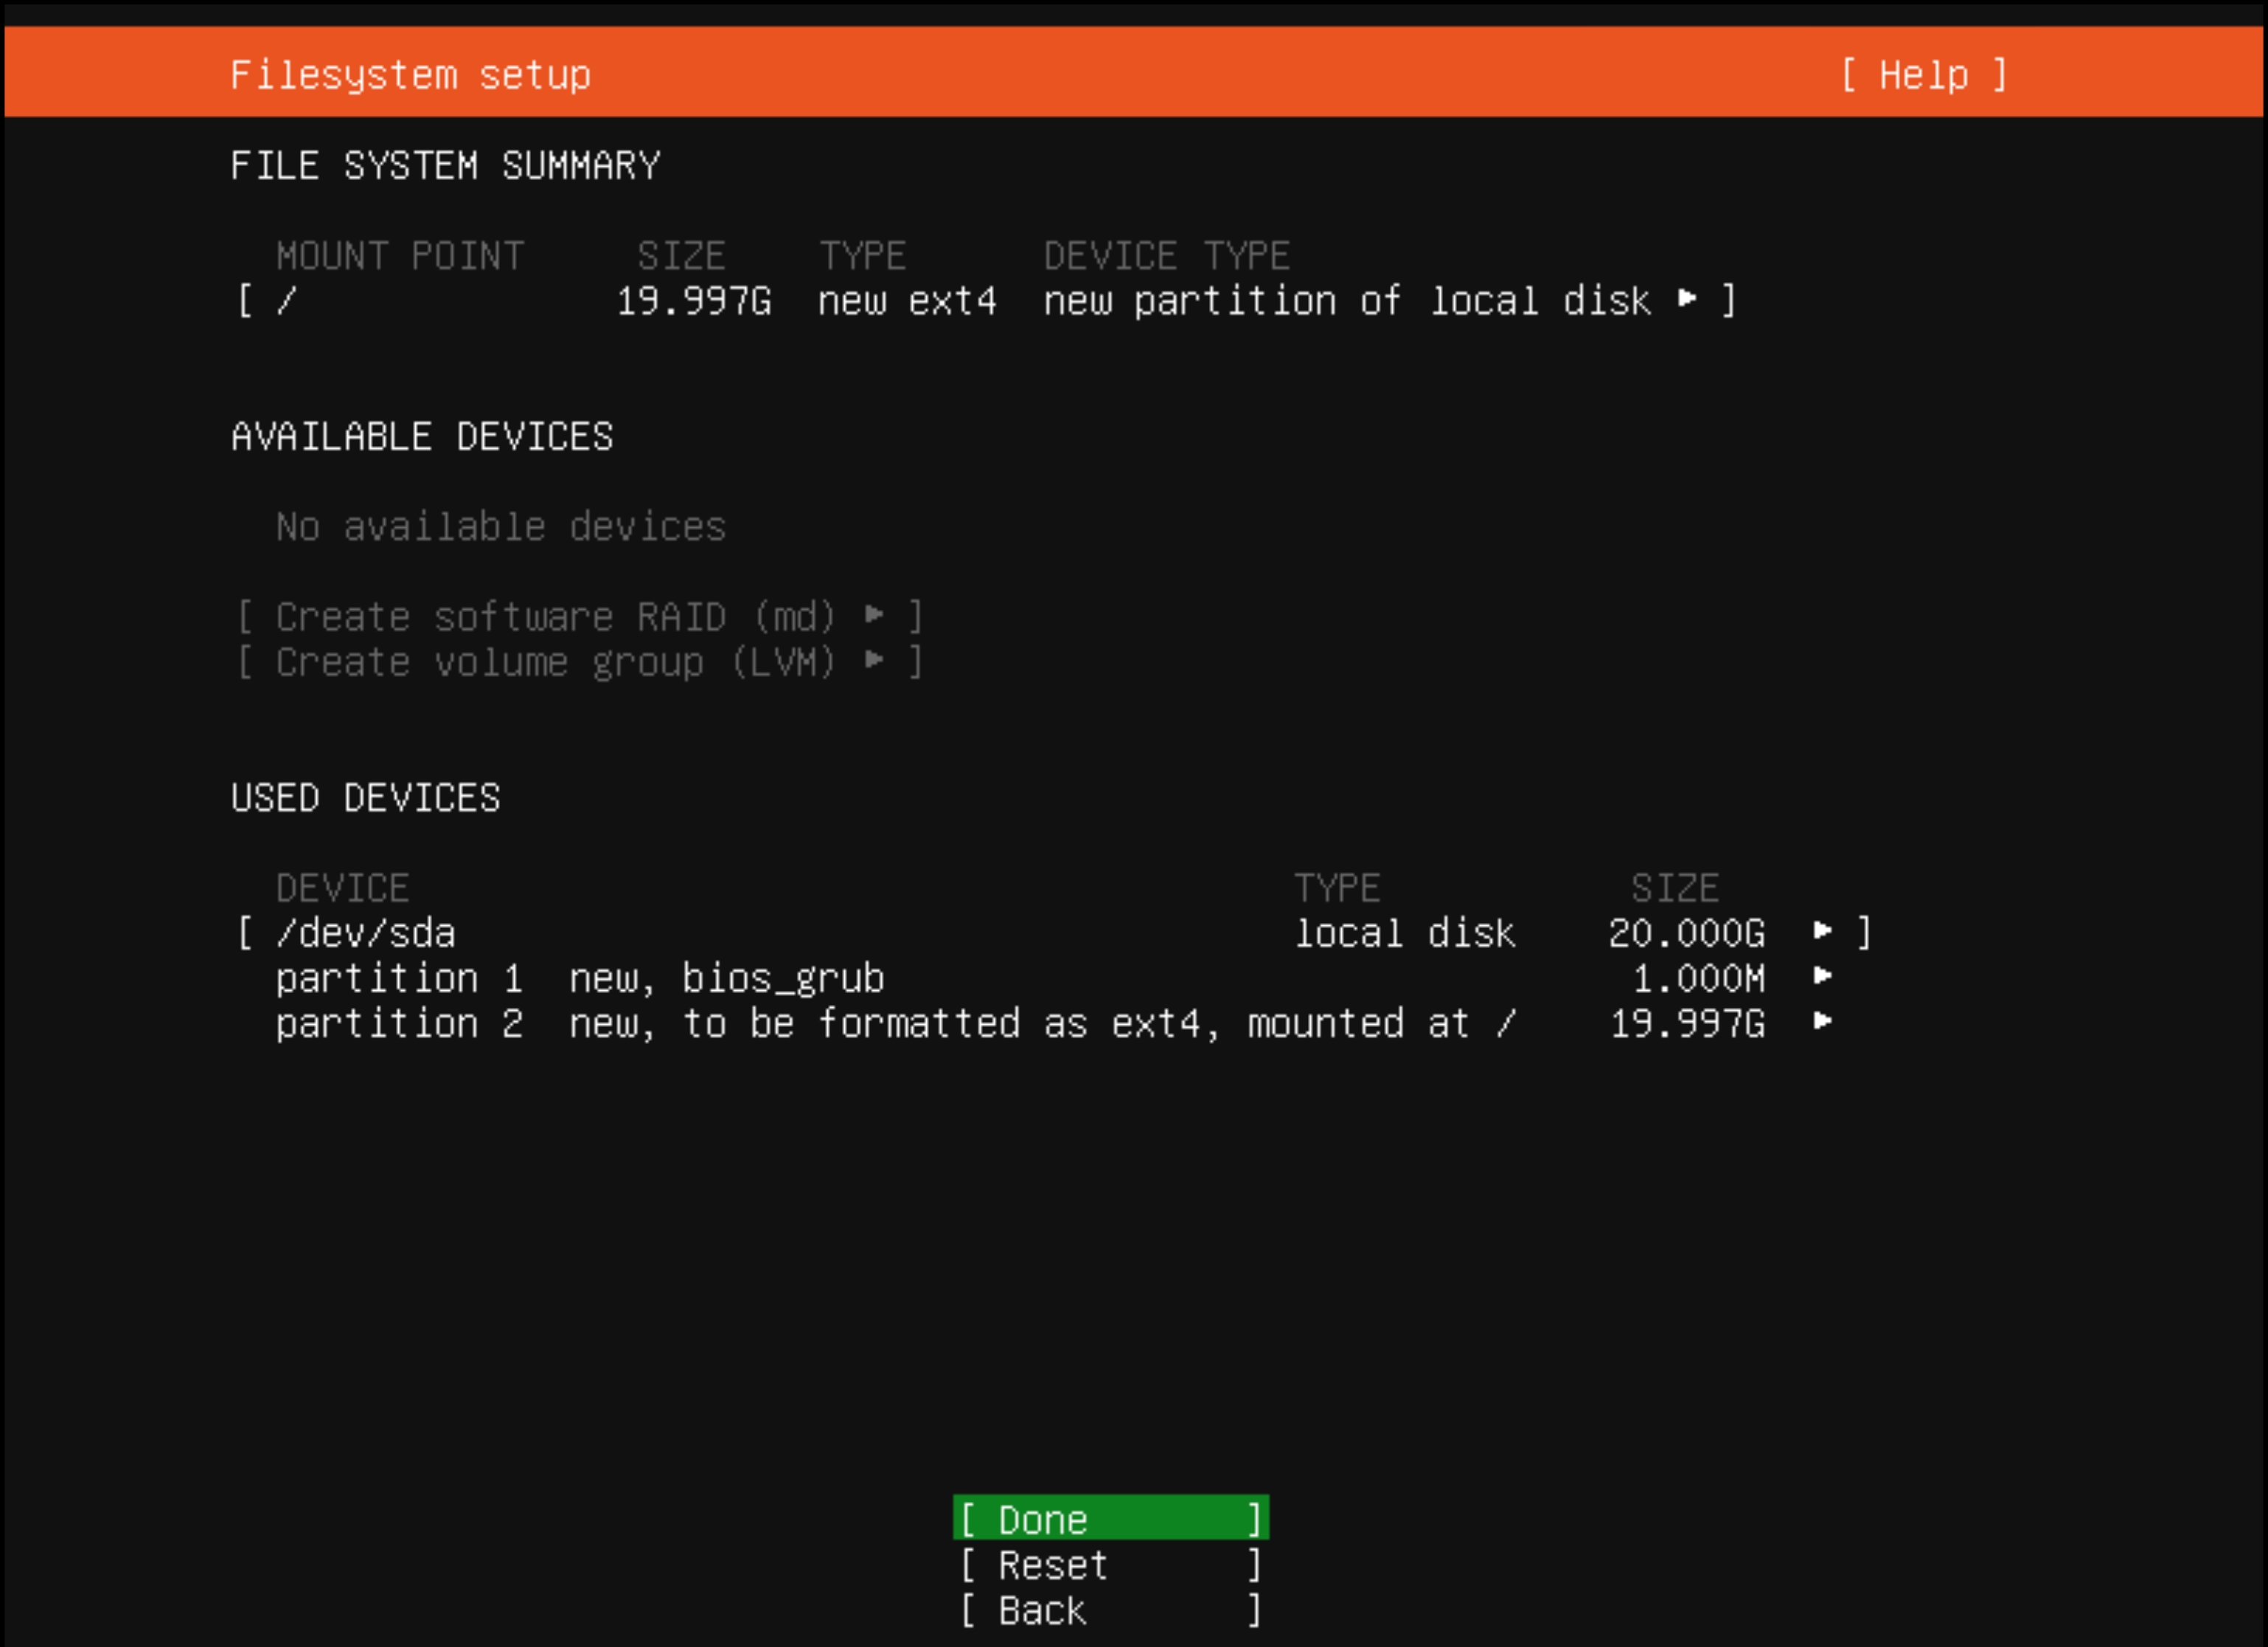 Filesystem setup [ Help ]
FILE SYSTEM SUMMARY
MOUNT POINT SIZE TYPE DEVICE TYPE
[ / 19.997G new ext4 new partition of local disk ▸ ]
AVAILABLE DEVICES
No available devices
[ Create software RAID (md) ▸ ]
[ Create volume group (LVM) ▸ ]
USED DEVICES
DEVICE TYPE SIZE
[ /dev/sda local disk 20.000G ▸ ]
partition 1 new, bios_grub 1.000M ▸
partition 2 new, to be formatted as ext4, mounted at / 19.997G ▸
[ Done ]
[ Reset ]
[ Back ]